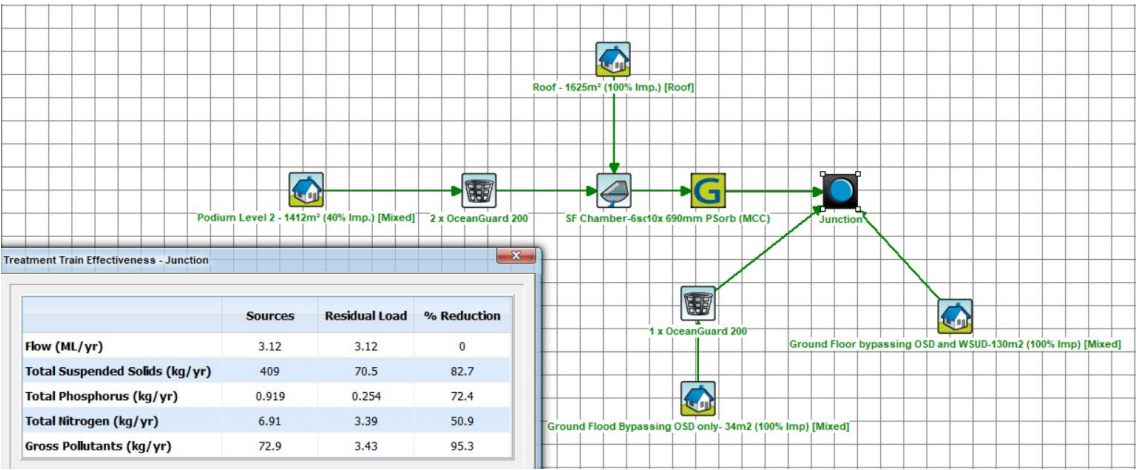 Roof - 1625m² (100% Imp.) [Roof]
G
Podium Level 2 - 1412m² (40% Imp.) [Mixed]
2 x OceanGuard 200
SF Chamber-6sc10x 690mm PSorb (MCC)
Junction
1 x OceanGuard 200
Ground Floor bypassing OSD and WSUD-130m2 (100% Imp) [Mixed]
Ground Flood Bypassing OSD only- 34m2 (100% Imp) [Mixed]
Treatment Train Effectiveness - Junction
x
Sources Residual Load % Reduction
Flow (ML/yr) 3.12 3.12 0
Total Suspended Solids (kg/yr) 409 70.5 82.7
Total Phosphorus (kg/yr) 0.919 0.254 72.4
Total Nitrogen (kg/yr) 6.91 3.39 50.9
Gross Pollutants (kg/yr) 72.9 3.43 95.3